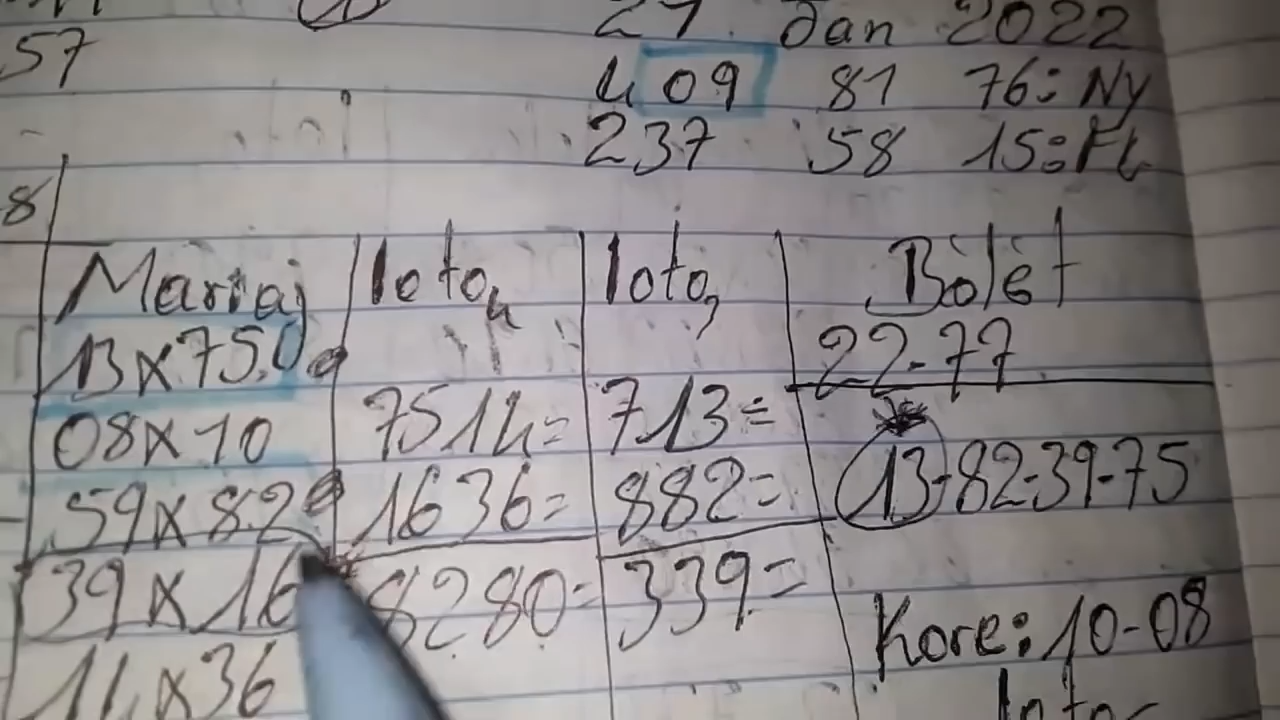 57
27 Jan 2022
409 81 76: Ny
237 58 15: FL
8
Mariaj loto4 loto3 Bòlèt
13x75. 22-77
08x10 7514= 713=
59x82 1636= 882= 13-82-39-75
39x16 8280= 339=
Kore: 10-08
14x36